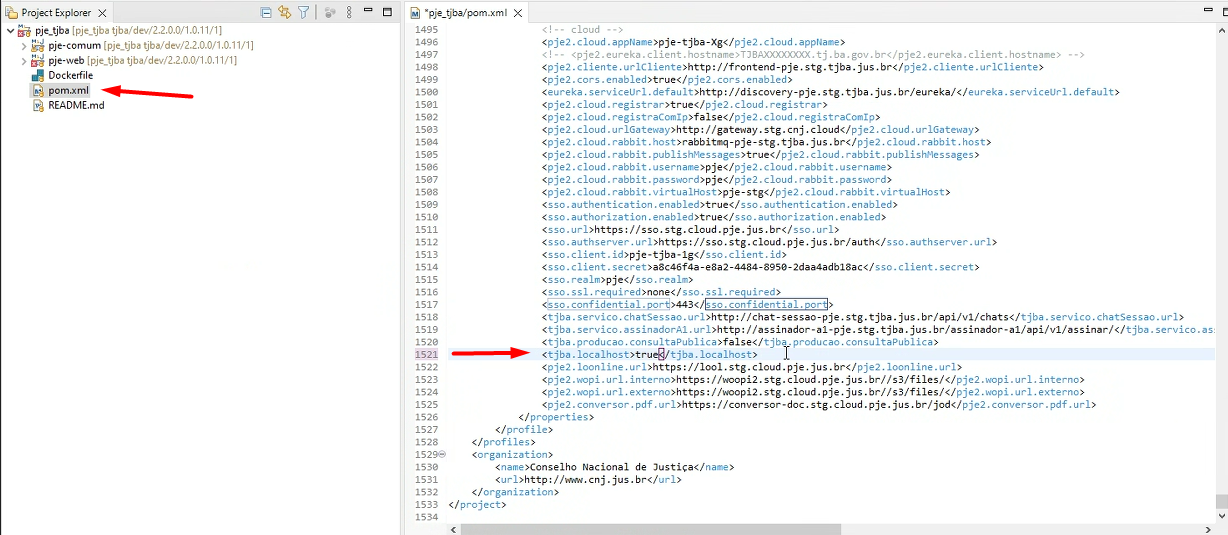 Project Explorer
*pje_tjba/pom.xml
pje_tjba [pje_tjba tjba/dev/2.2.0.0/1.0.11/1]
pje-comum [pje_tjba tjba/dev/2.2.0.0/1.0.11/1]
pje-web [pje_tjba tjba/dev/2.2.0.0/1.0.11/1]
Dockerfile
pom.xml
README.md
1495 <!-- cloud -->
1496 <pje2.cloud.appName>pje-tjba-Xg</pje2.cloud.appName>
1497 <!-- <pje2.eureka.client.hostname>TJBAXXXXXXXX.tj.ba.gov.br</pje2.eureka.client.hostname> -->
1498 <pje2.cliente.urlCliente>http://frontend-pje.stg.tjba.jus.br</pje2.cliente.urlCliente>
1499 <pje2.cors.enabled>true</pje2.cors.enabled>
1500 <eureka.serviceUrl.default>http://discovery-pje.stg.tjba.jus.br/eureka/</eureka.serviceUrl.default>
1501 <pje2.cloud.registrar>true</pje2.cloud.registrar>
1502 <pje2.cloud.registraComIp>false</pje2.cloud.registraComIp>
1503 <pje2.cloud.urlGateway>http://gateway.stg.cnj.cloud</pje2.cloud.urlGateway>
1504 <pje2.cloud.rabbit.host>rabbitmq-pje-stg.tjba.jus.br</pje2.cloud.rabbit.host>
1505 <pje2.cloud.rabbit.publishMessages>true</pje2.cloud.rabbit.publishMessages>
1506 <pje2.cloud.rabbit.username>pje</pje2.cloud.rabbit.username>
1507 <pje2.cloud.rabbit.password>pje</pje2.cloud.rabbit.password>
1508 <pje2.cloud.rabbit.virtualHost>pje-stg</pje2.cloud.rabbit.virtualHost>
1509 <sso.authentication.enabled>true</sso.authentication.enabled>
1510 <sso.authorization.enabled>true</sso.authorization.enabled>
1511 <sso.url>https://sso.stg.cloud.pje.jus.br</sso.url>
1512 <sso.authserver.url>https://sso.stg.cloud.pje.jus.br/auth</sso.authserver.url>
1513 <sso.client.id>pje-tjba-1g</sso.client.id>
1514 <sso.client.secret>a8c46f4a-e8a2-4484-8950-2daa4adb18ac</sso.client.secret>
1515 <sso.realm>pje</sso.realm>
1516 <sso.ssl.required>none</sso.ssl.required>
1517 <sso.confidential.port>443</sso.confidential.port>
1518 <tjba.servico.chatSessao.url>http://chat-sessao-pje.stg.tjba.jus.br/api/v1/chats</tjba.servico.chatSessao.url>
1519 <tjba.servico.assinadorA1.url>http://assinador-a1-pje.stg.tjba.jus.br/assinador-a1/api/v1/assinar/</tjba.servico.ass
1520 <tjba.producao.consultaPublica>false</tjba.producao.consultaPublica>
1521 <tjba.localhost>true</tjba.localhost>
1522 <pje2.loonline.url>https://lool.stg.cloud.pje.jus.br</pje2.loonline.url>
1523 <pje2.wopi.url.interno>https://woopi2.stg.cloud.pje.jus.br//s3/files/</pje2.wopi.url.interno>
1524 <pje2.wopi.url.externo>https://woopi2.stg.cloud.pje.jus.br//s3/files/</pje2.wopi.url.externo>
1525 <pje2.conversor.pdf.url>https://conversor-doc.stg.cloud.pje.jus.br/jod</pje2.conversor.pdf.url>
1526 </properties>
1527 </profile>
1528 </profiles>
1529 <organization>
1530 <name>Conselho Nacional de Justiça</name>
1531 <url>http://www.cnj.jus.br</url>
1532 </organization>
1533 </project>
1534